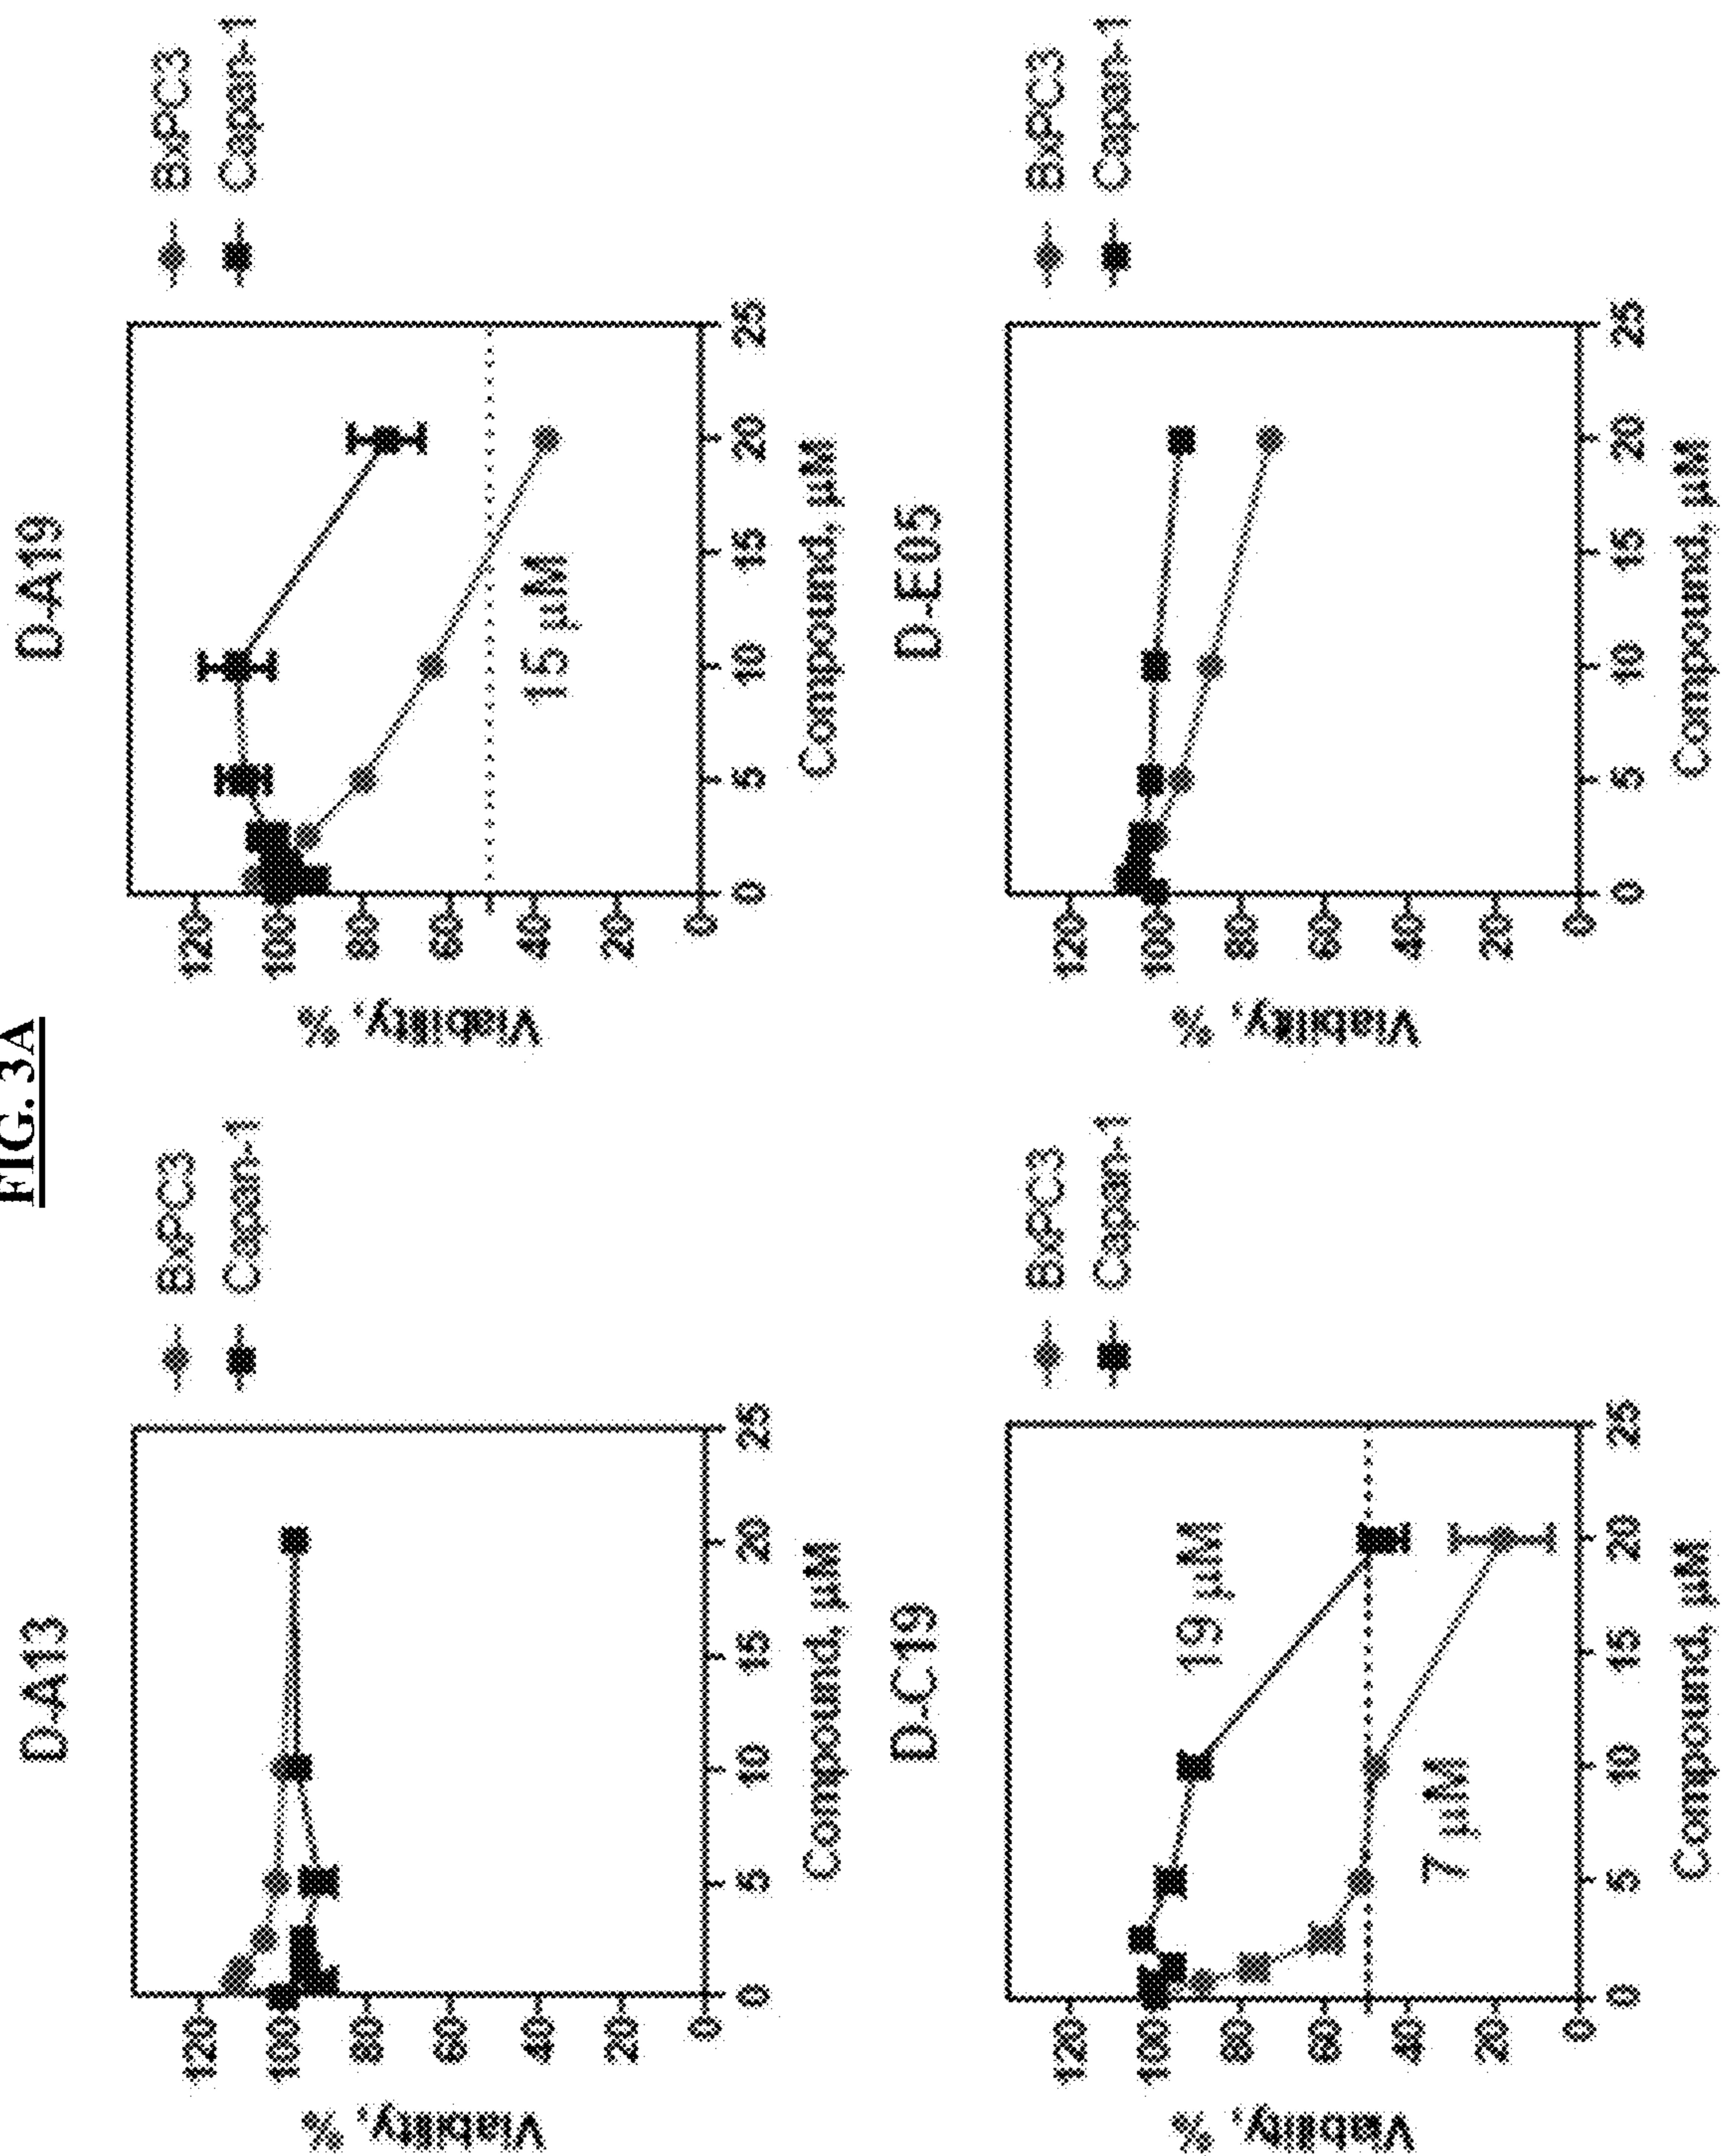 FIG. 3A
D-A13
BxPC3
Capan-1
Viability, %
120
100
80
60
40
20
0
0
5
10
15
20
25
Compound, µM
D-A19
BxPC3
Capan-1
Viability, %
120
100
80
60
40
20
0
15 µM
0
5
10
15
20
25
Compound, µM
D-C19
BxPC3
Capan-1
Viability, %
120
100
80
60
40
20
0
19 µM
7 µM
0
5
10
15
20
25
Compound, µM
D-E05
BxPC3
Capan-1
Viability, %
120
100
80
60
40
20
0
0
5
10
15
20
25
Compound, µM